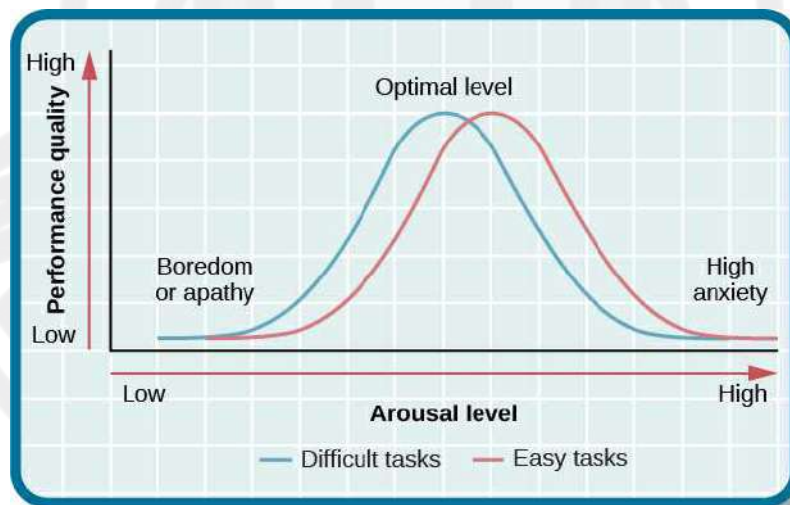 High
Optimal level
Performance quality
Boredom
or apathy
High
anxiety
Low
Low
High
Arousal level
Difficult tasks
Easy tasks